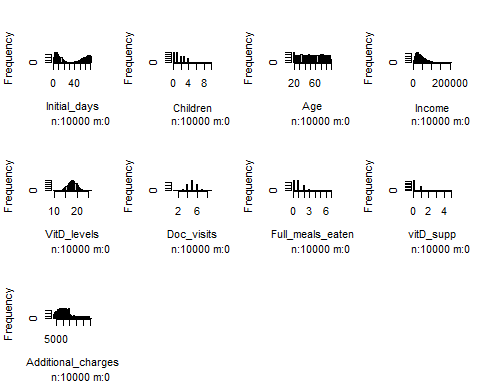 Frequency
0
0 40
Initial_days
n:10000 m:0
Frequency
0
0 4 8
Children
n:10000 m:0
Frequency
0
20 60
Age
n:10000 m:0
Frequency
0
0 200000
Income
n:10000 m:0
Frequency
0
10 20
VitD_levels
n:10000 m:0
Frequency
0
2 6
Doc_visits
n:10000 m:0
Frequency
0
0 3 6
Full_meals_eaten
n:10000 m:0
Frequency
0
0 2 4
vitD_supp
n:10000 m:0
Frequency
0
5000
Additional_charges
n:10000 m:0